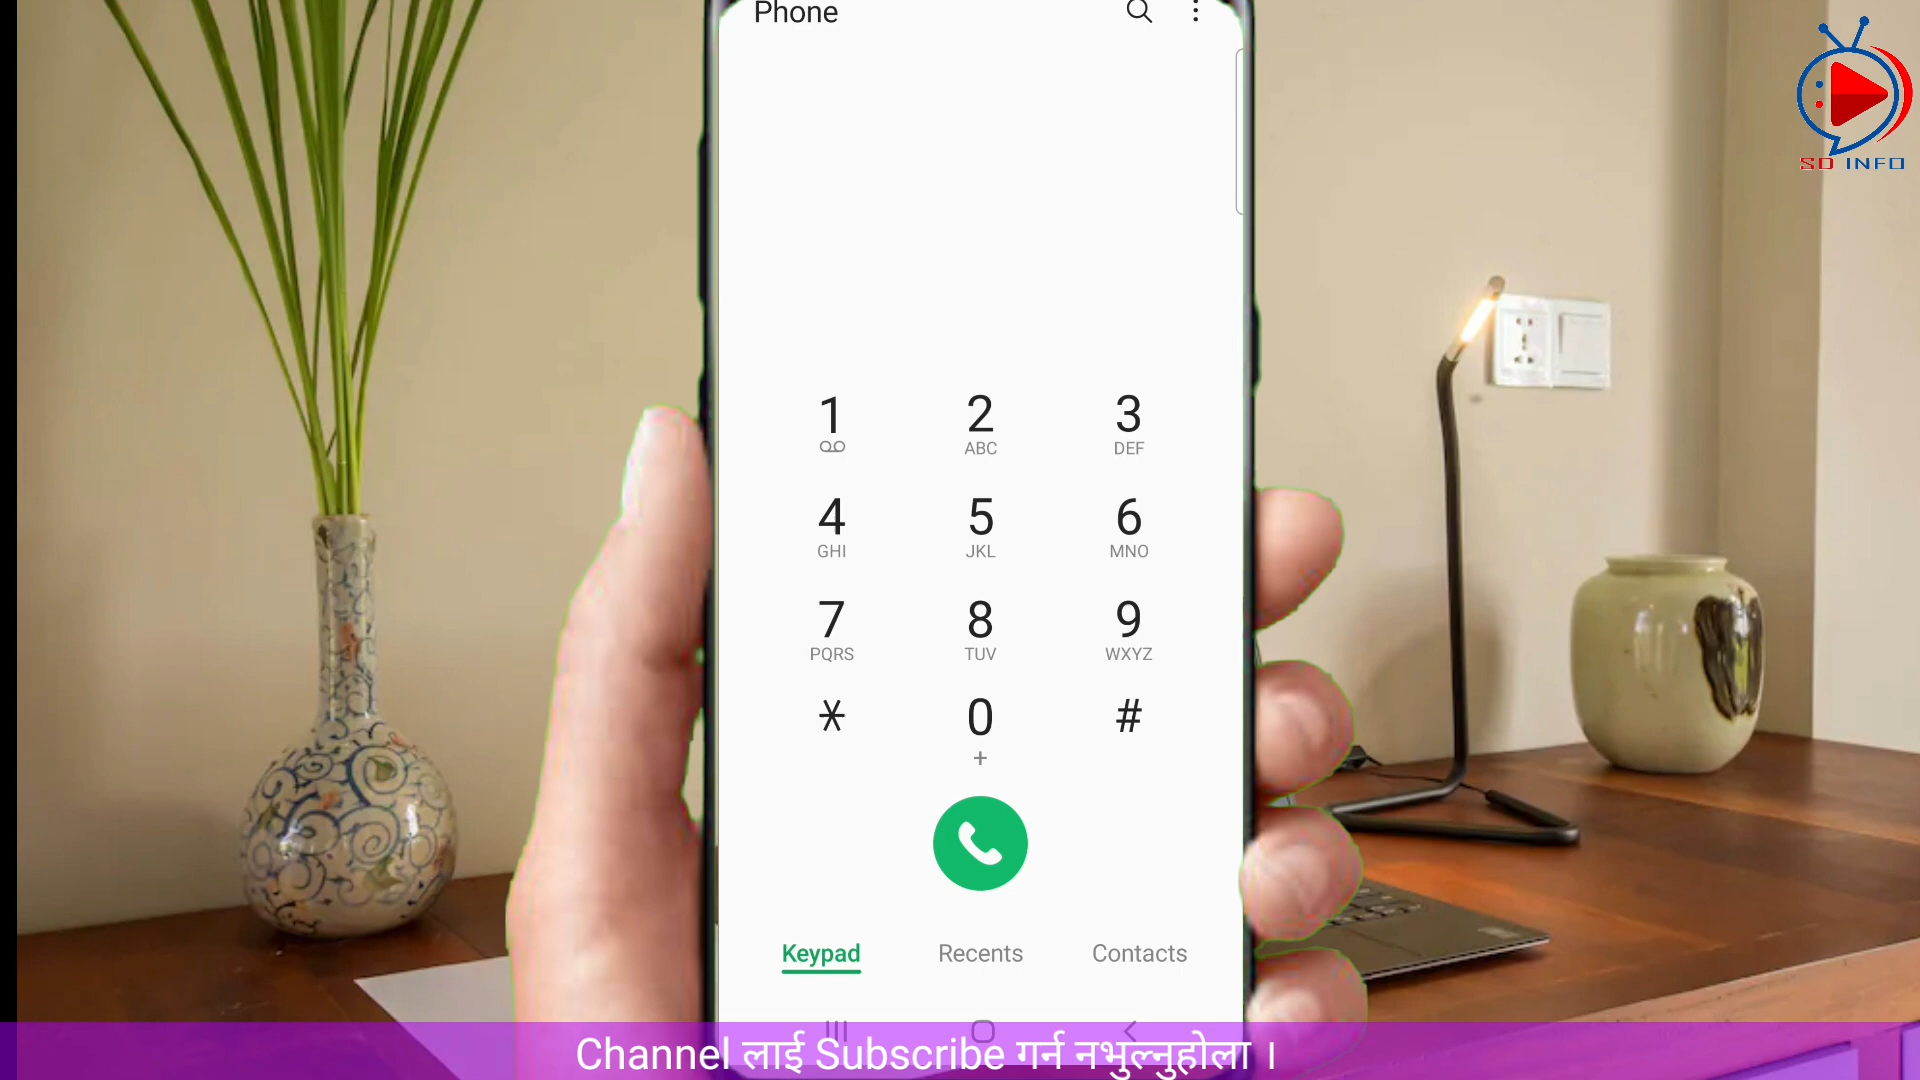 Phone
SD INFO
1
2 ABC
3 DEF
4 GHI
5 JKL
6 MNO
7 PQRS
8 TUV
9 WXYZ
*
0 +
#
Keypad Recents Contacts
Channel लाई Subscribe गर्न नभुल्नुहोला ।